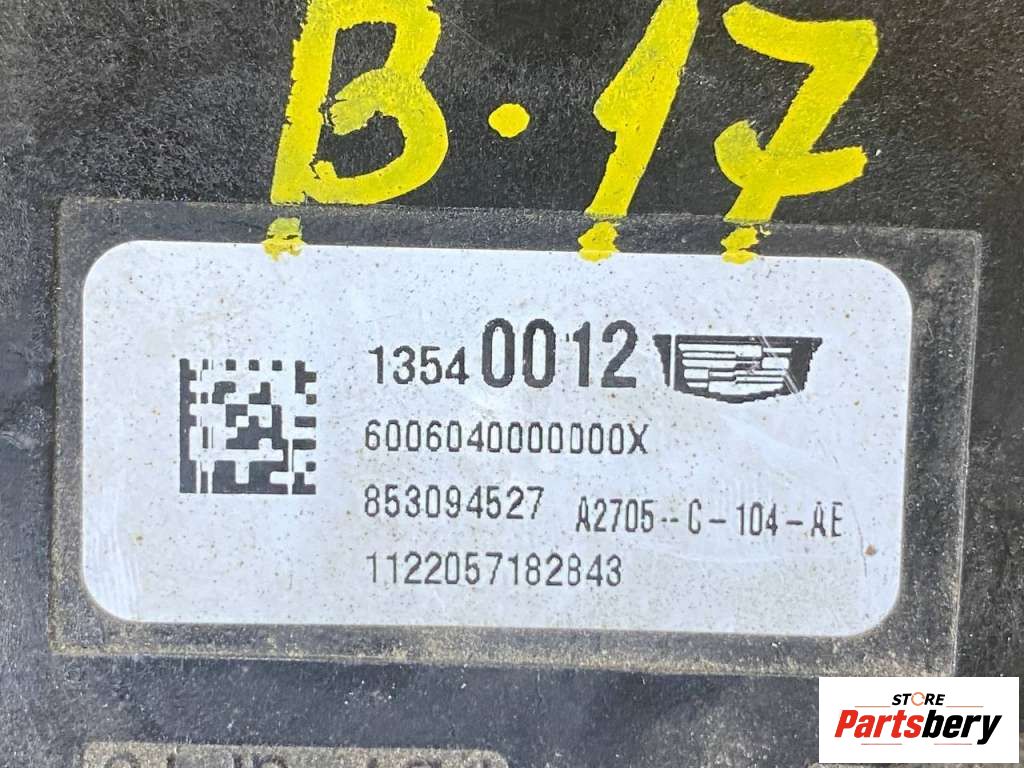 B·17
13540012
6006040000000X
853094527 A2705--C-104-AE
1122057182843
STORE
Partsbery